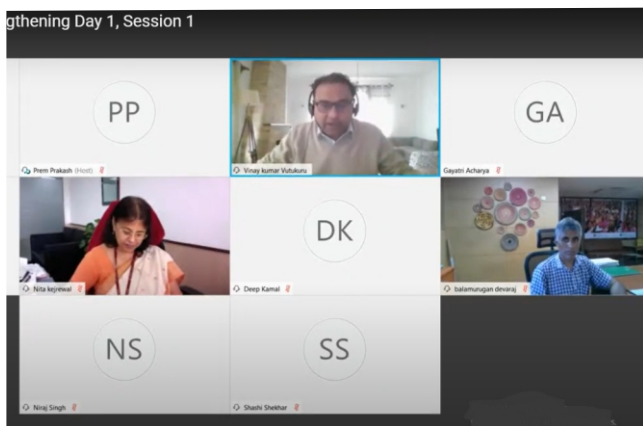 gthening Day 1, Session 1
PP
GA
Prem Prakash (Host)
Vinay kumar Vutukuru
Gayatri Acharya
DK
Nita kejrewal
Deep Kamal
balamurugan devaraj
NS
SS
Niraj Singh
Shashi Shekhar